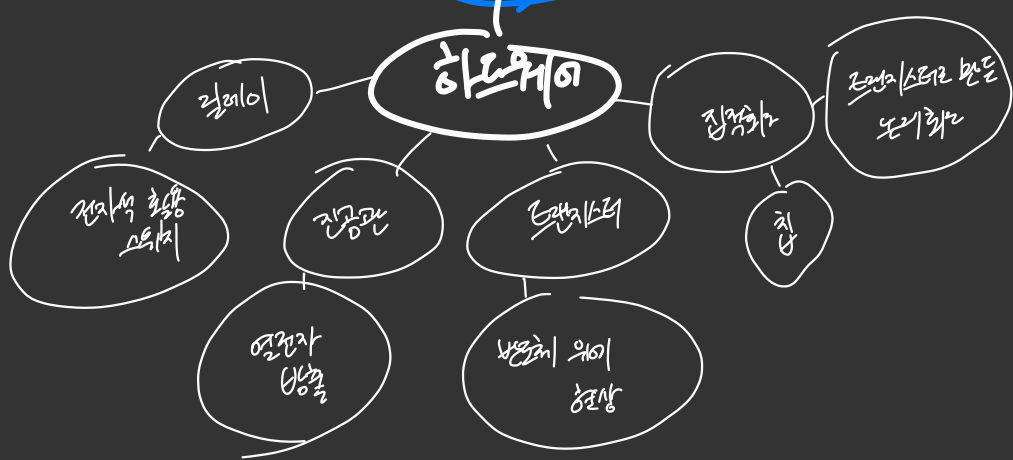 하드웨어
릴레이
전자석 활용
스위치
진공관
열전자
방출
트랜지스터
반도체 위에
현상
집적회로
칩
트랜지스터로 만든
논리회로